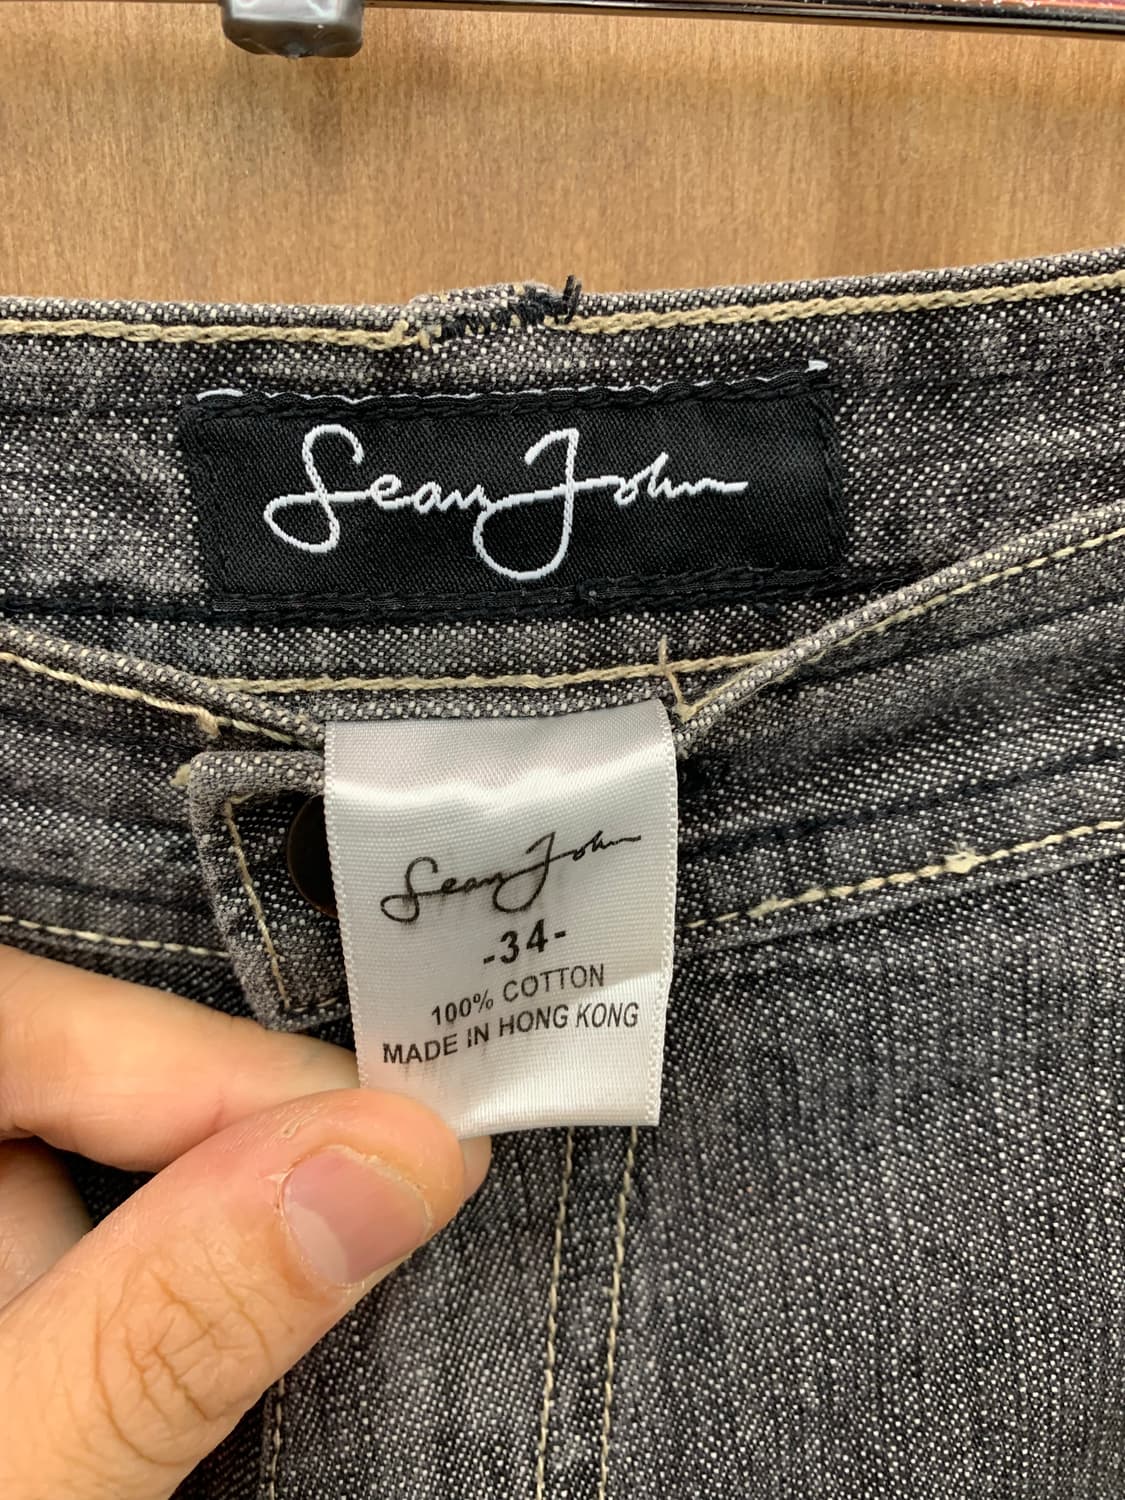 Sean John
Sean John
-34-
100% COTTON
MADE IN HONG KONG